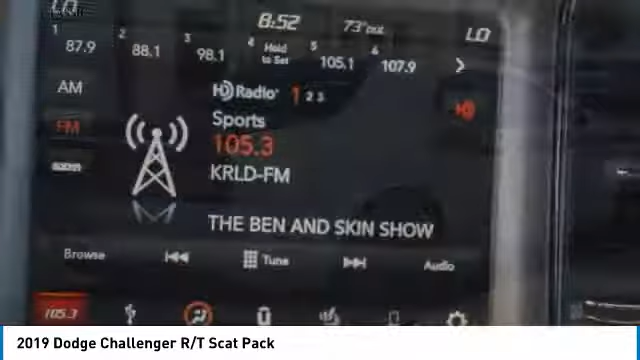 LO 8:52 73°out LO
1 87.9 2 88.1 3 98.1 4 Hold to Set 5 105.1 6 107.9
AM
HD Radio 1 2 3
FM
Sports
105.3
KRLD-FM
THE BEN AND SKIN SHOW
Browse Tune Audio
105.3
2019 Dodge Challenger R/T Scat Pack